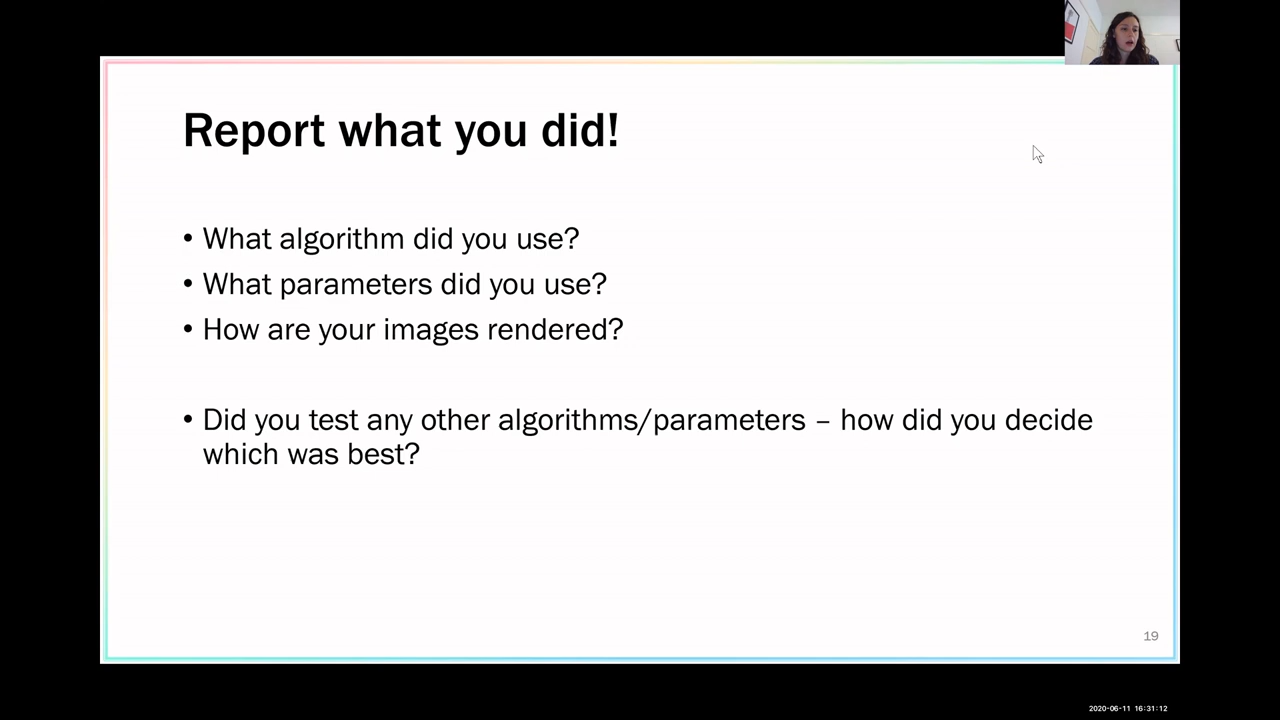 Report what you did!
• What algorithm did you use?
• What parameters did you use?
• How are your images rendered?
• Did you test any other algorithms/parameters – how did you decide
which was best?
19
2020-06-11 16:31:12